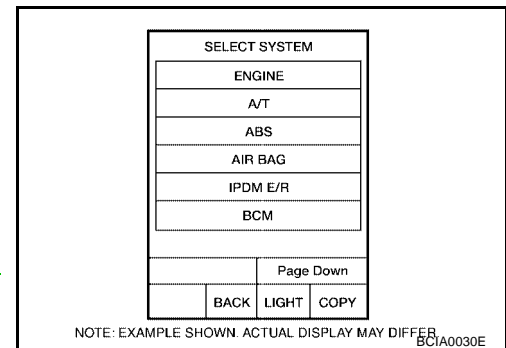 SELECT SYSTEM
ENGINE
A/T
ABS
AIR BAG
IPDM E/R
BCM
Page Down
BACK LIGHT COPY
NOTE: EXAMPLE SHOWN. ACTUAL DISPLAY MAY DIFFER
BCIA0030E